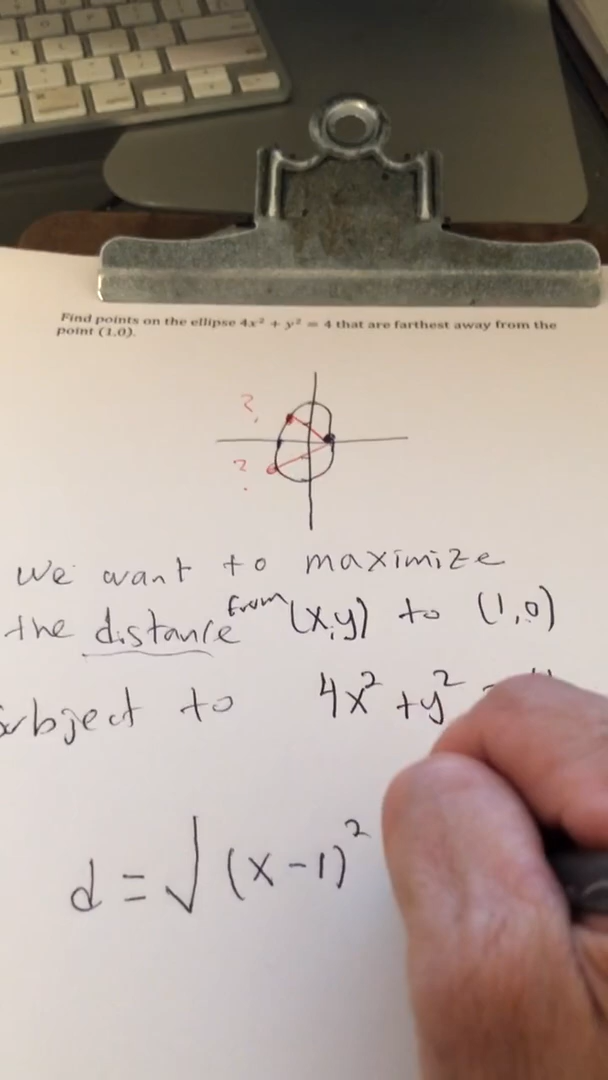 Find points on the ellipse 4x² + y² = 4 that are farthest away from the
point (1,0).
?
?
we want to maximize
the distance from (x,y) to (1,0)
subject to 4x² + y²
d = √(x-1)²